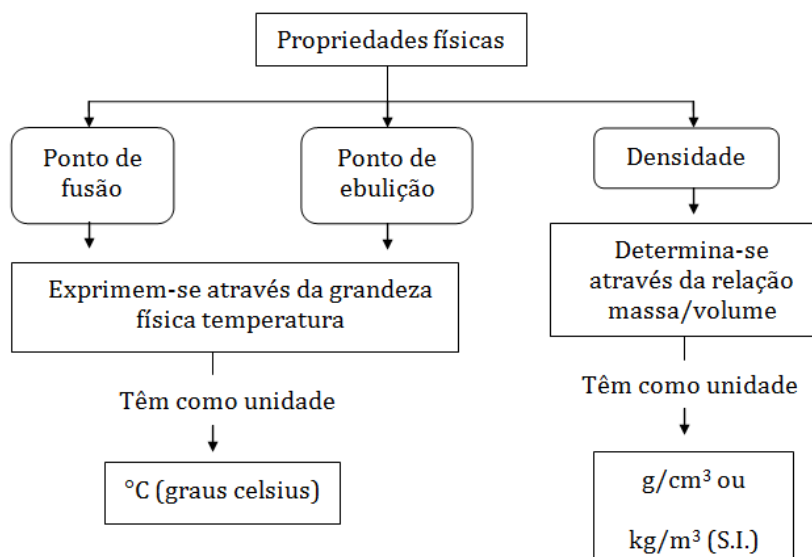 Propriedades físicas
Ponto de
fusão
Ponto de
ebulição
Densidade
Exprimem-se através da grandeza
física temperatura
Determina-se
através da relação
massa/volume
Têm como unidade
Têm como unidade
°C (graus celsius)
g/cm³ ou
kg/m³ (S.I.)